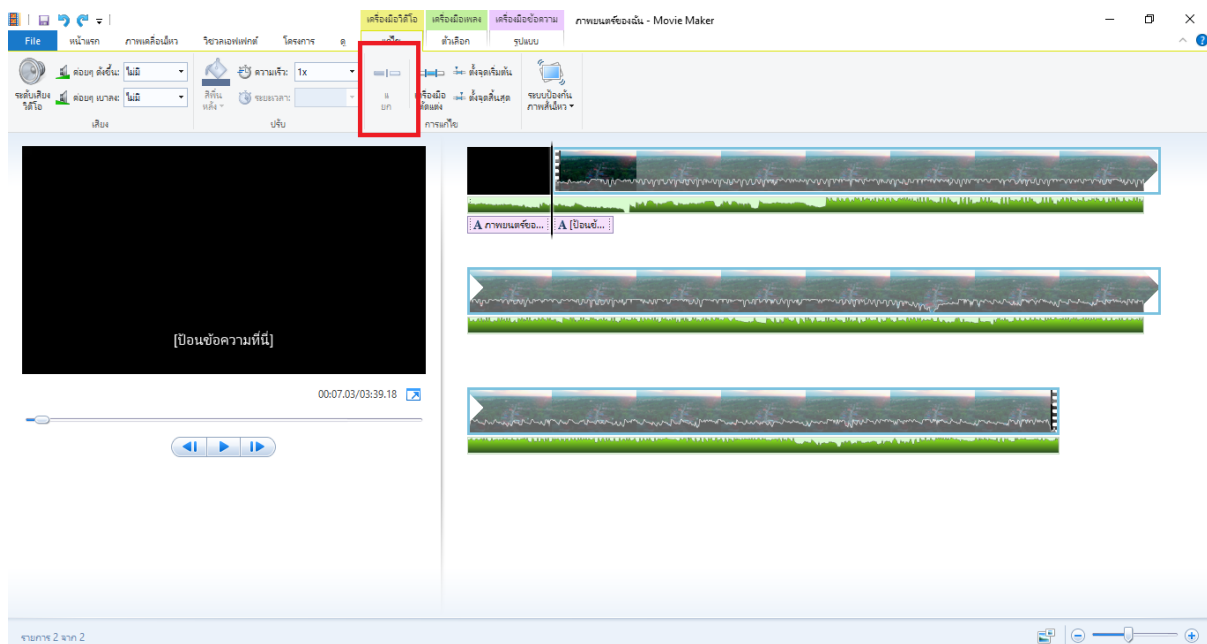 เครื่องมือวิดีโอ เครื่องมือเพลง เครื่องมือข้อความ ภาพยนตร์ของฉัน - Movie Maker
File หน้าแรก ภาพเคลื่อนไหว วิชวลเอฟเฟกต์ โครงการ ดู แก้ไข ตัวเลือก รูปแบบ
ระดับเสียง
วิดีโอ
ค่อยๆ ดังขึ้น: ไม่มี
ค่อยๆ เบาลง: ไม่มี
เสียง
สีพื้น
หลัง
ความเร็ว: 1x
ระยะเวลา:
ปรับ
แ
ยก
เครื่องมือ
ตัดแต่ง
ตั้งจุดเริ่มต้น
ตั้งจุดสิ้นสุด
การแก้ไข
ระบบป้องกัน
ภาพสั่นไหว
[ป้อนข้อความที่นี่]
00:07.03/03:39.18
A ภาพยนตร์ขอ... A [ป้อนข้...
รายการ 2 จาก 2